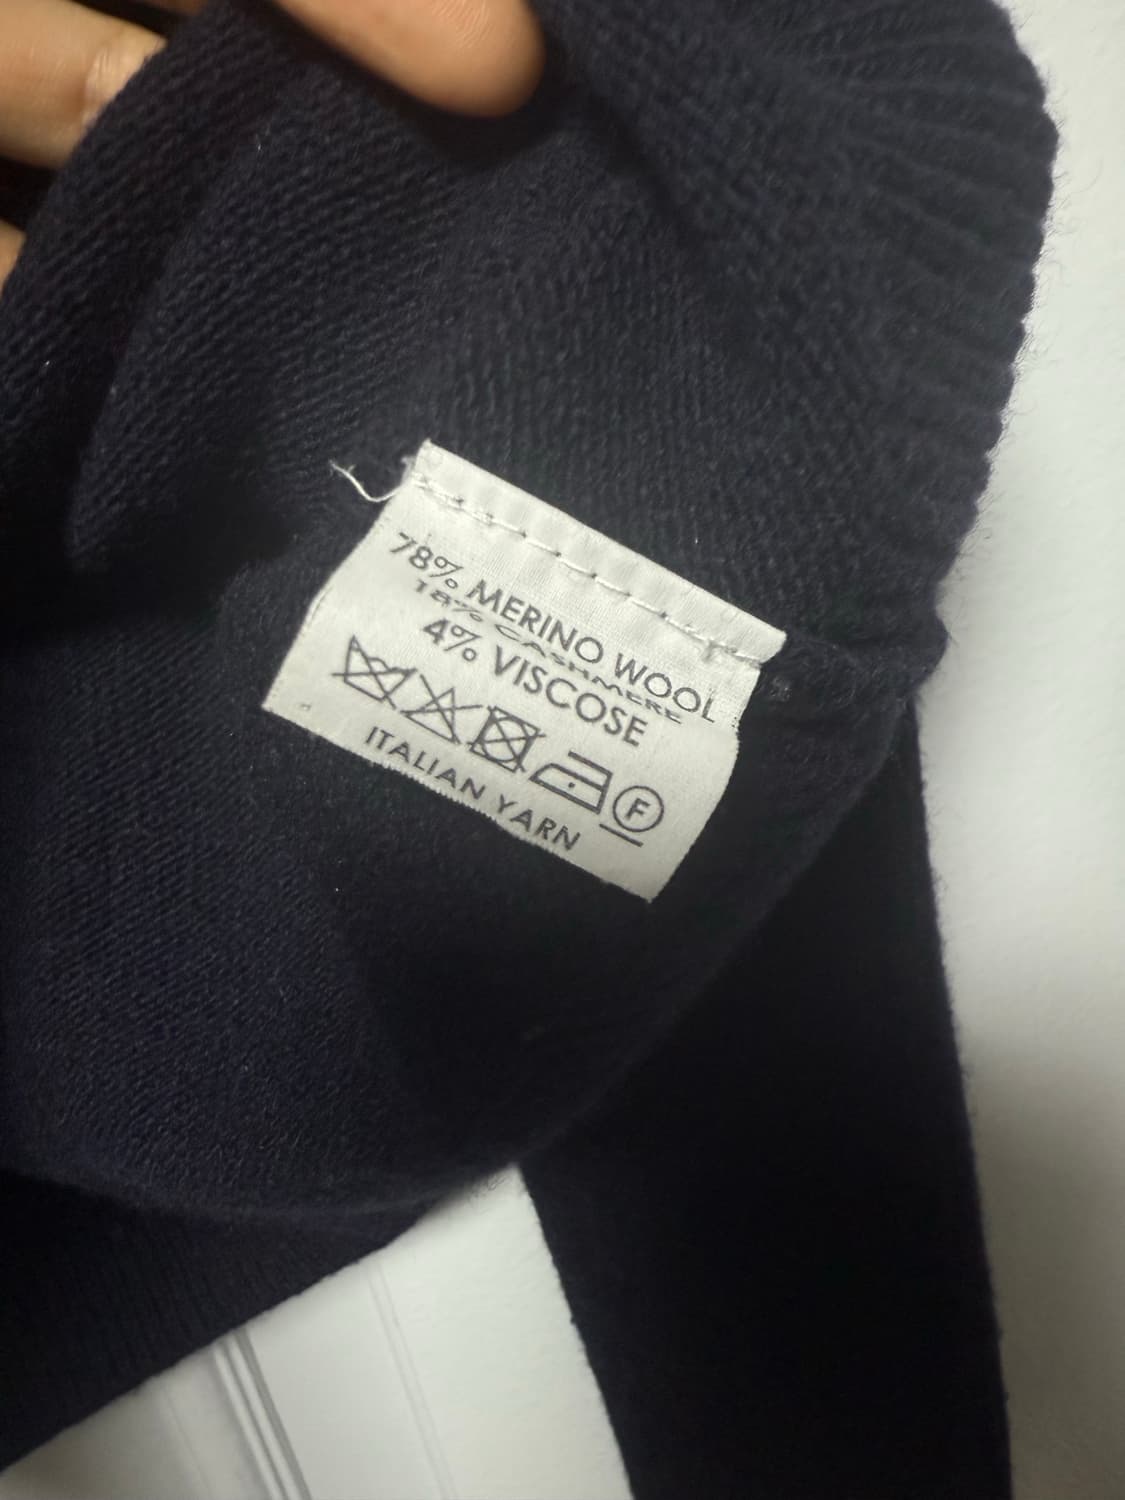 78% MERINO WOOL
18% CASHMERE
4% VISCOSE
F
ITALIAN YARN